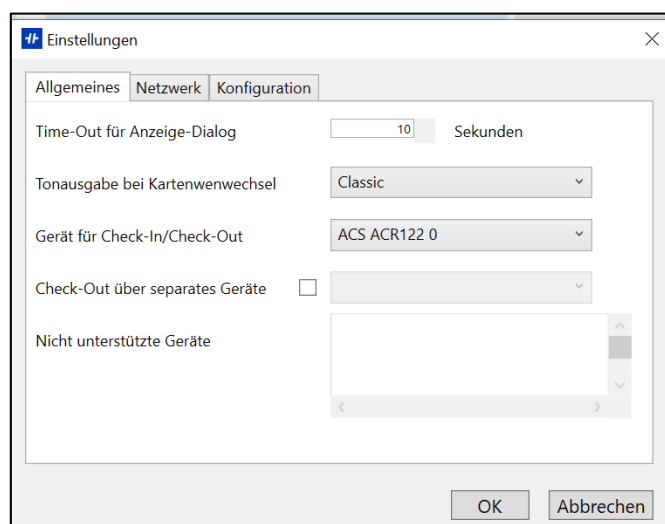 Einstellungen
Allgemeines Netzwerk Konfiguration
Time-Out für Anzeige-Dialog 10 Sekunden
Tonausgabe bei Kartenwenwechsel Classic
Gerät für Check-In/Check-Out ACS ACR122 0
Check-Out über separates Geräte
Nicht unterstützte Geräte
OK Abbrechen